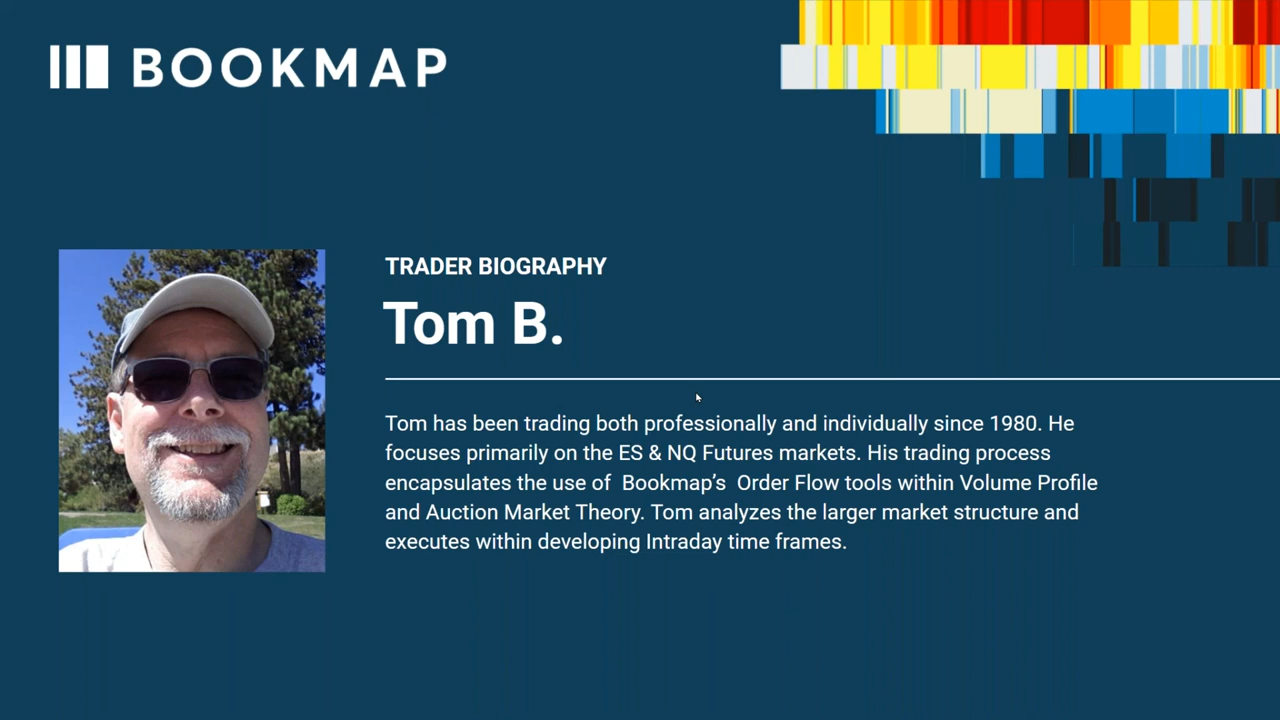 BOOKMAP
TRADER BIOGRAPHY
Tom B.
Tom has been trading both professionally and individually since 1980. He
focuses primarily on the ES & NQ Futures markets. His trading process
encapsulates the use of  Bookmap’s  Order Flow tools within Volume Profile
and Auction Market Theory. Tom analyzes the larger market structure and
executes within developing Intraday time frames.